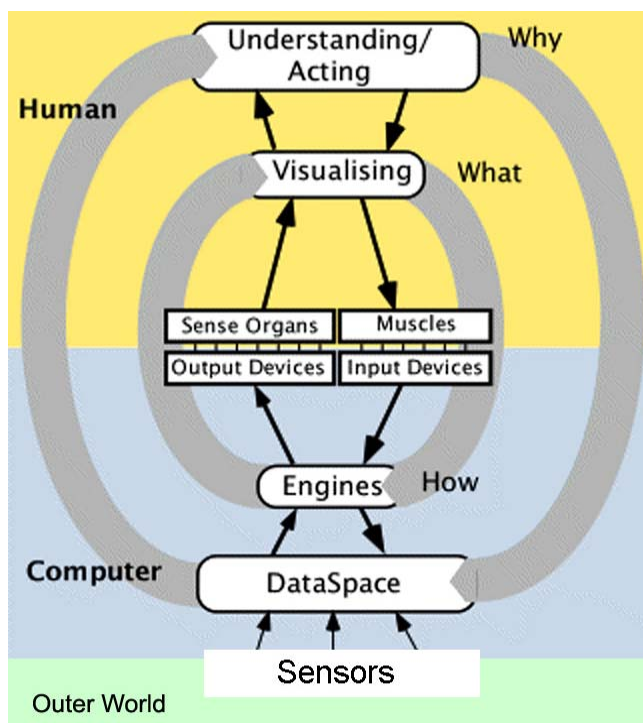 Understanding/
Acting
Why
Human
Visualising
What
Sense Organs
Muscles
Output Devices
Input Devices
Engines
How
Computer
DataSpace
Sensors
Outer World